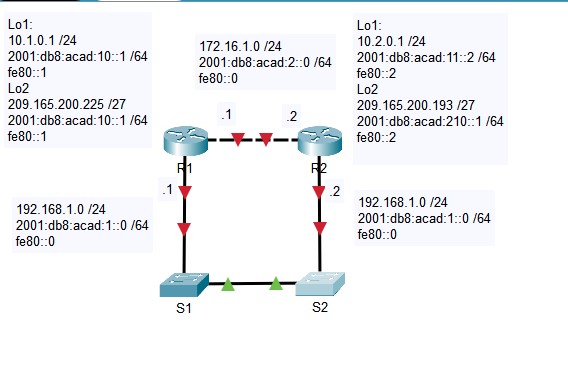 Lo1:
10.1.0.1 /24
2001:db8:acad:10::1 /64
fe80::1
Lo2
209.165.200.225 /27
2001:db8:acad:10::1 /64
fe80::1
172.16.1.0 /24
2001:db8:acad:2::0 /64
fe80::0
Lo1:
10.2.0.1 /24
2001:db8:acad:11::2 /64
fe80::2
Lo2
209.165.200.193 /27
2001:db8:acad:210::1 /64
fe80::2
.1
.2
R1
R2
.1
.2
192.168.1.0 /24
2001:db8:acad:1::0 /64
fe80::0
192.168.1.0 /24
2001:db8:acad:1::0 /64
fe80::0
S1
S2